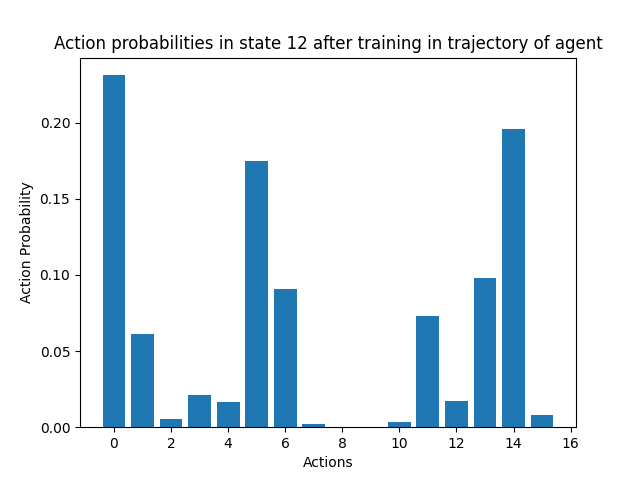 Action probabilities in state 12 after training in trajectory of agent
0.20
0.15
0.10
0.05
0.00
Action Probability
0 2 4 6 8 10 12 14 16
Actions